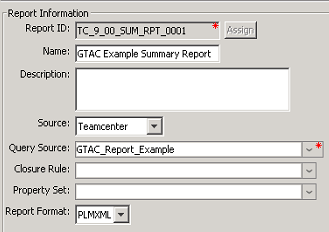 Report Information
Report ID: TC_9_00_SUM_RPT_0001 * Assign
Name: GTAC Example Summary Report
Description:
Source: Teamcenter
Query Source: GTAC_Report_Example *
Closure Rule:
Property Set:
Report Format: PLMXML